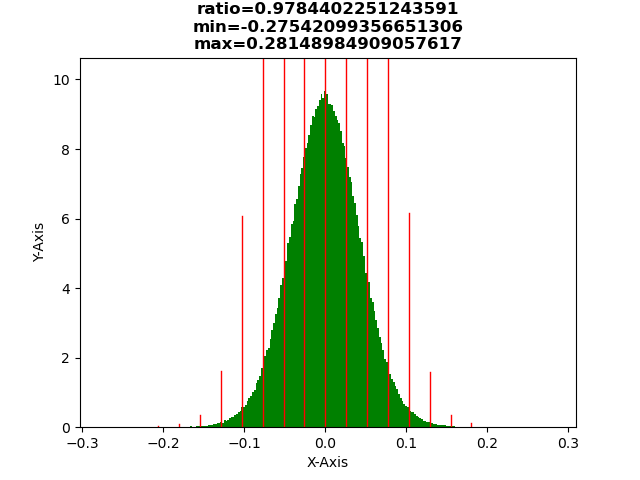 ratio=0.9784402251243591
min=-0.27542099356651306
max=0.28148984909057617
10
8
6
4
2
0
Y-Axis
−0.3 −0.2 −0.1 0.0 0.1 0.2 0.3
X-Axis